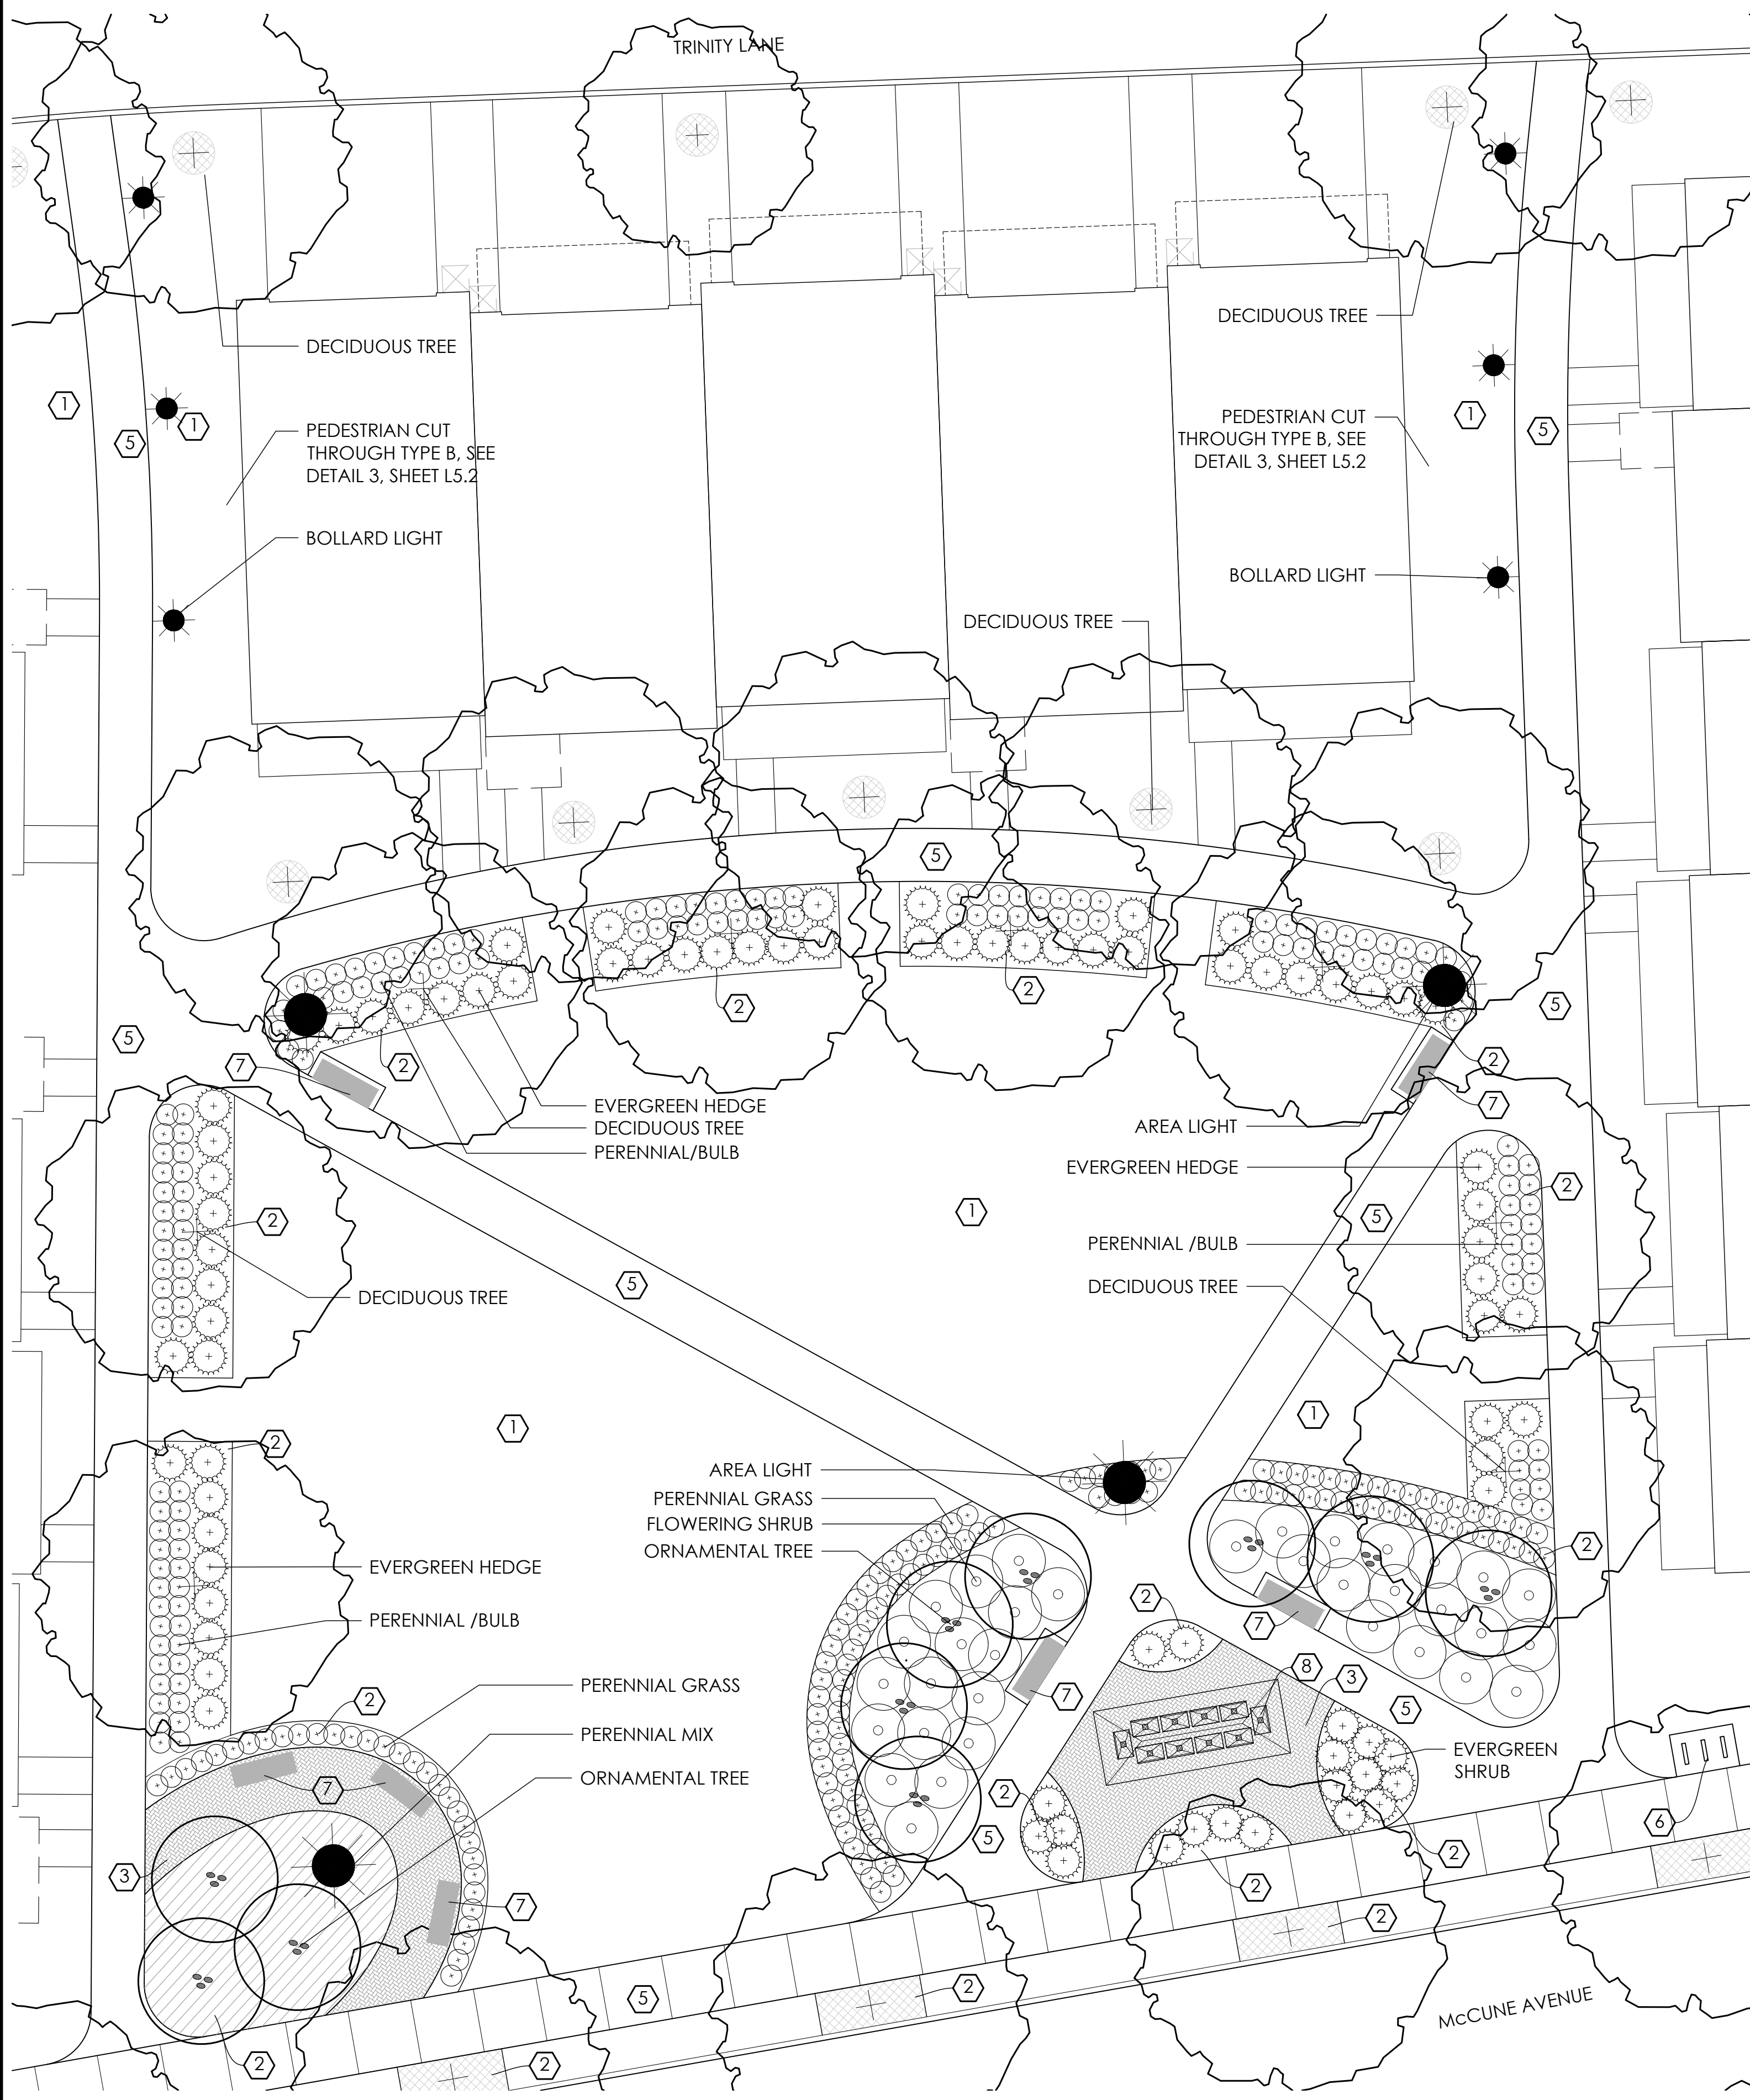 TRINITY LANE
DECIDUOUS TREE
DECIDUOUS TREE
1
5
1
PEDESTRIAN CUT
THROUGH TYPE B, SEE
DETAIL 3, SHEET L5.2
PEDESTRIAN CUT
THROUGH TYPE B, SEE
DETAIL 3, SHEET L5.2
1
5
BOLLARD LIGHT
BOLLARD LIGHT
DECIDUOUS TREE
5
2
2
5
5
7
2
2
7
EVERGREEN HEDGE
DECIDUOUS TREE
PERENNIAL/BULB
AREA LIGHT
EVERGREEN HEDGE
2
2
1
5
PERENNIAL /BULB
DECIDUOUS TREE
5
DECIDUOUS TREE
2
1
1
AREA LIGHT
PERENNIAL GRASS
FLOWERING SHRUB
ORNAMENTAL TREE
2
EVERGREEN HEDGE
PERENNIAL /BULB
2
7
PERENNIAL GRASS
PERENNIAL MIX
ORNAMENTAL TREE
2
7
7
8
3
5
EVERGREEN
SHRUB
2
5
6
3
7
2
2
2
5
2
2
2
McCUNE AVENUE